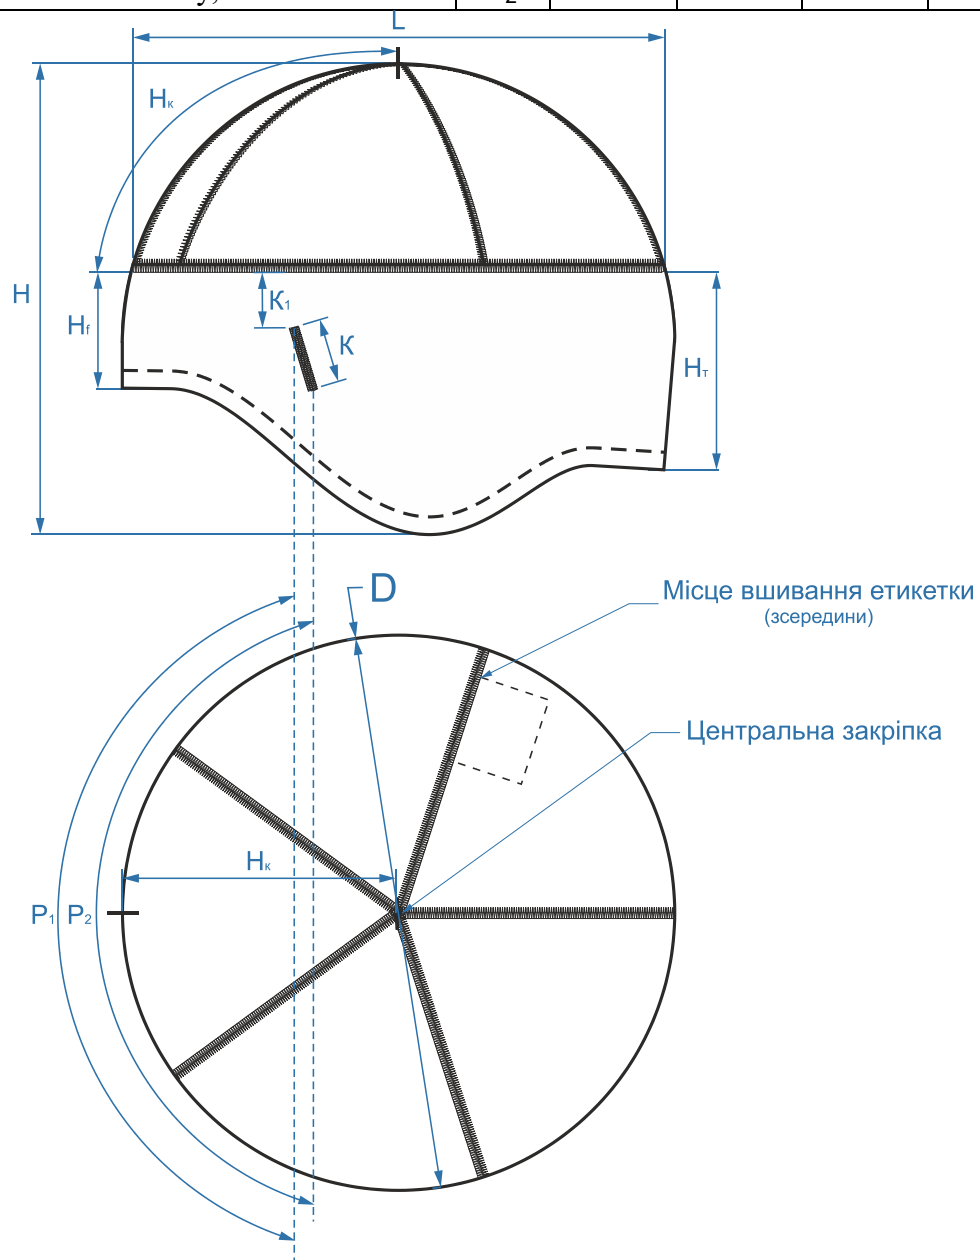 L
Hк
H
K1
Hf
K
Hт
D
Місце вшивання етикетки
(зсередини)
Центральна закріпка
Hк
P1 P2